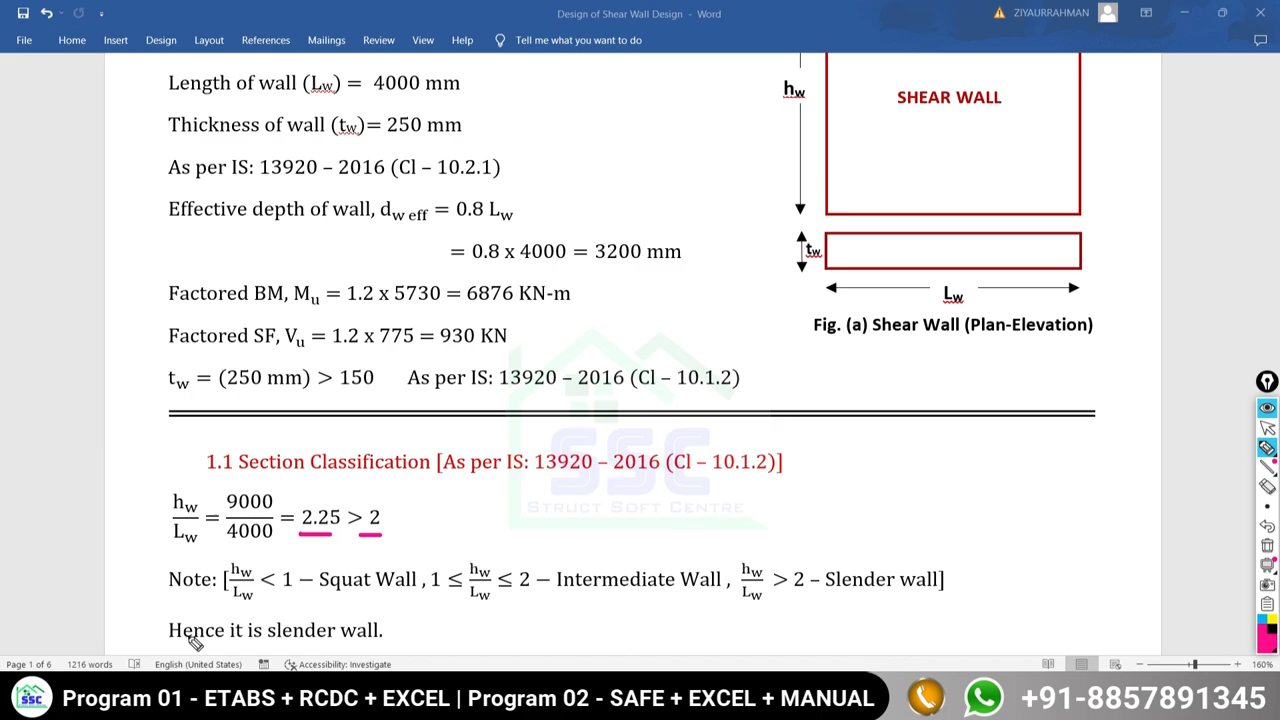 Design of Shear Wall Design - Word
ZIYAURRAHMAN
File Home Insert Design Layout References Mailings Review View Help Tell me what you want to do
Length of wall (Lw) = 4000 mm
Thickness of wall (tw)= 250 mm
As per IS: 13920 – 2016 (Cl – 10.2.1)
Effective depth of wall, dw eff = 0.8 Lw
= 0.8 x 4000 = 3200 mm
Factored BM, Mu = 1.2 x 5730 = 6876 KN-m
Factored SF, Vu = 1.2 x 775 = 930 KN
tw = (250 mm) > 150 As per IS: 13920 – 2016 (Cl – 10.1.2)
hw
SHEAR WALL
tw
Lw
Fig. (a) Shear Wall (Plan-Elevation)
1.1 Section Classification [As per IS: 13920 – 2016 (Cl – 10.1.2)]
hw/Lw = 9000/4000 = 2.25 > 2
Note: [hw/Lw < 1 – Squat Wall , 1 ≤ hw/Lw ≤ 2 – Intermediate Wall , hw/Lw > 2 – Slender wall]
Hence it is slender wall.
SSC
STRUCT SOFT CENTRE
Page 1 of 6 1216 words English (United States) Accessibility: Investigate 160%
SSC
Program 01 - ETABS + RCDC + EXCEL | Program 02 - SAFE + EXCEL + MANUAL
+91-8857891345